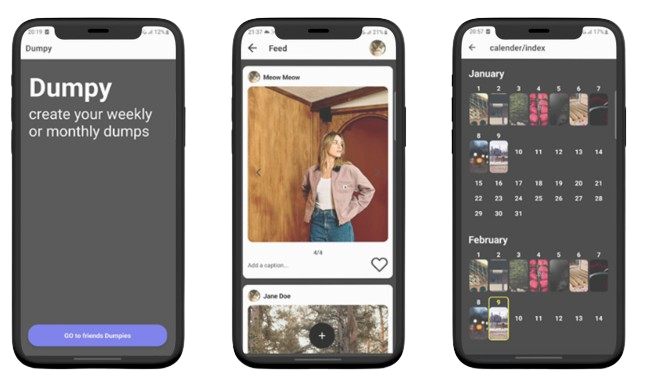 20:19
12%
Dumpy
Dumpy
create your weekly
or monthly dumps
GO to friends Dumpies
21:37
21%
Feed
Meow Meow
4/4
Add a caption...
Jane Doe
+
20:57
17%
calender/index
January
1 2 3 4 5 6 7
8 9 10 11 12 13 14
15 16 17 18 19 20 21
22 23 24 25 26 27 28
29 30 31
February
1 2 3 4 5 6 7
8 9 10 11 12 13 14